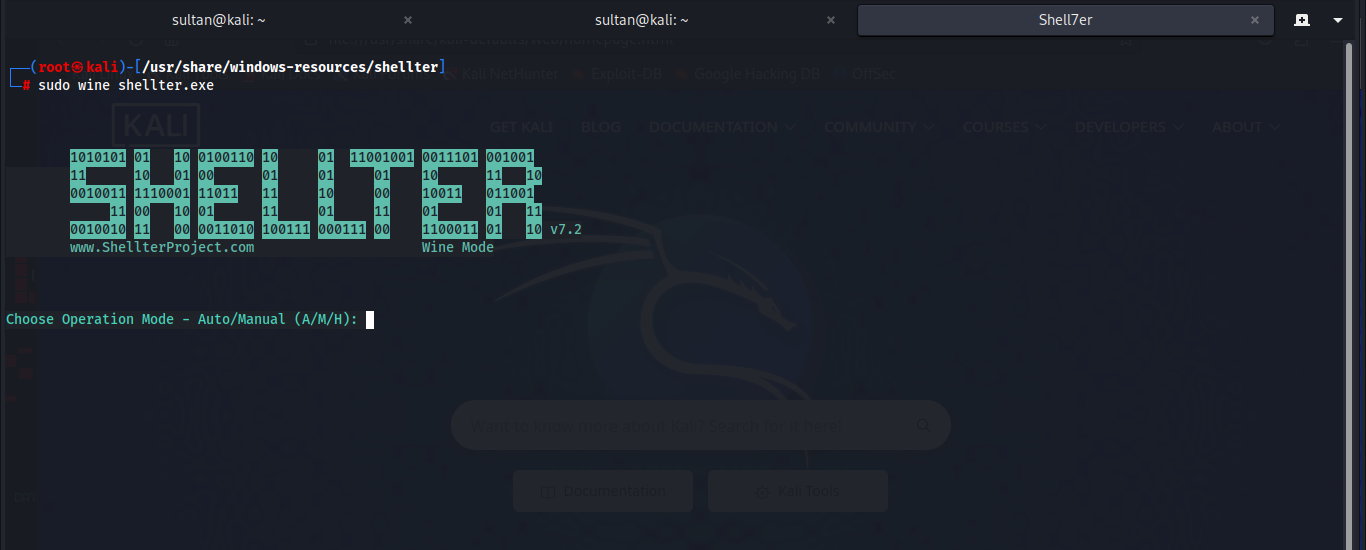 sultan@kali: ~ × sultan@kali: ~ × Shell7er ×
┌──(root㉿kali)-[/usr/share/windows-resources/shellter]
└─# sudo wine shellter.exe
Kali NetHunter Exploit-DB Google Hacking DB OffSec
KALI GET KALI BLOG DOCUMENTATION COMMUNITY COURSES DEVELOPERS ABOUT
1010101 01 10 0100110 10 01 11001001 0011101 001001
11 10 01 00 01 01 01 10 11 10
0010011 1110001 11011 11 10 00 10011 011001
11 00 10 01 11 01 11 01 01 11
0010010 11 00 0011010 100111 000111 00 1100011 01 10 v7.2
www.ShellterProject.com Wine Mode
Choose Operation Mode - Auto/Manual (A/M/H):
Want to know more about Kali? Search for it here!
Documentation Kali Tools